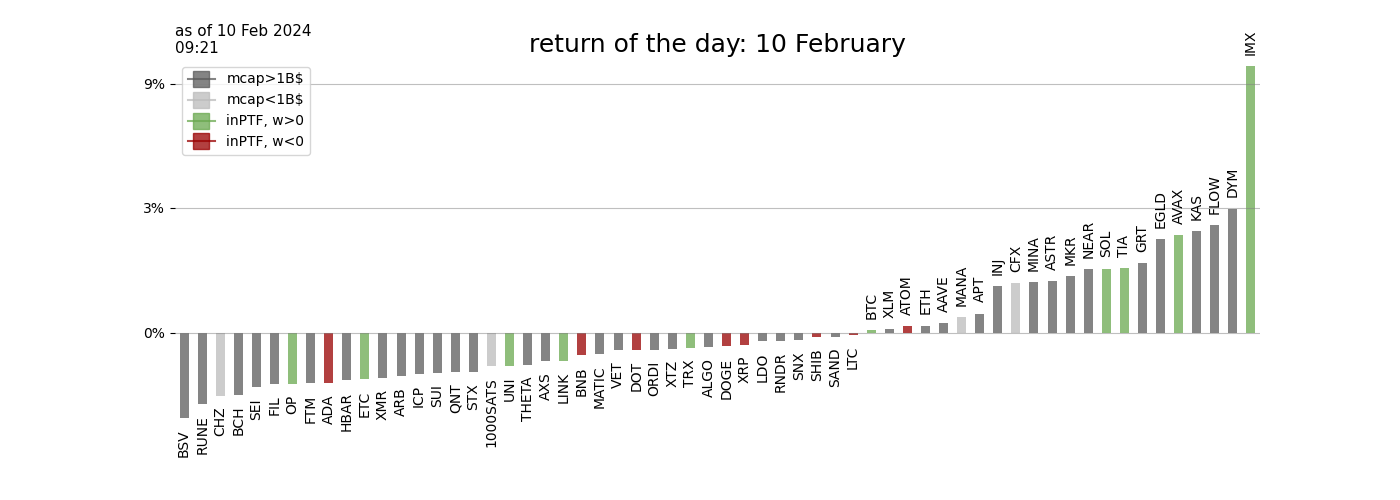 as of 10 Feb 2024
09:21
return of the day: 10 February
mcap>1B$
mcap<1B$
inPTF, w>0
inPTF, w<0
9%
3%
0%
BSV
RUNE
CHZ
BCH
SEI
FIL
OP
FTM
ADA
HBAR
ETC
XMR
ARB
ICP
SUI
QNT
STX
1000SATS
UNI
THETA
AXS
LINK
BNB
MATIC
VET
DOT
ORDI
XTZ
TRX
ALGO
DOGE
XRP
LDO
RNDR
SNX
SHIB
SAND
LTC
BTC
XLM
ATOM
ETH
AAVE
MANA
APT
INJ
CFX
MINA
ASTR
MKR
NEAR
SOL
TIA
GRT
EGLD
AVAX
KAS
FLOW
DYM
IMX